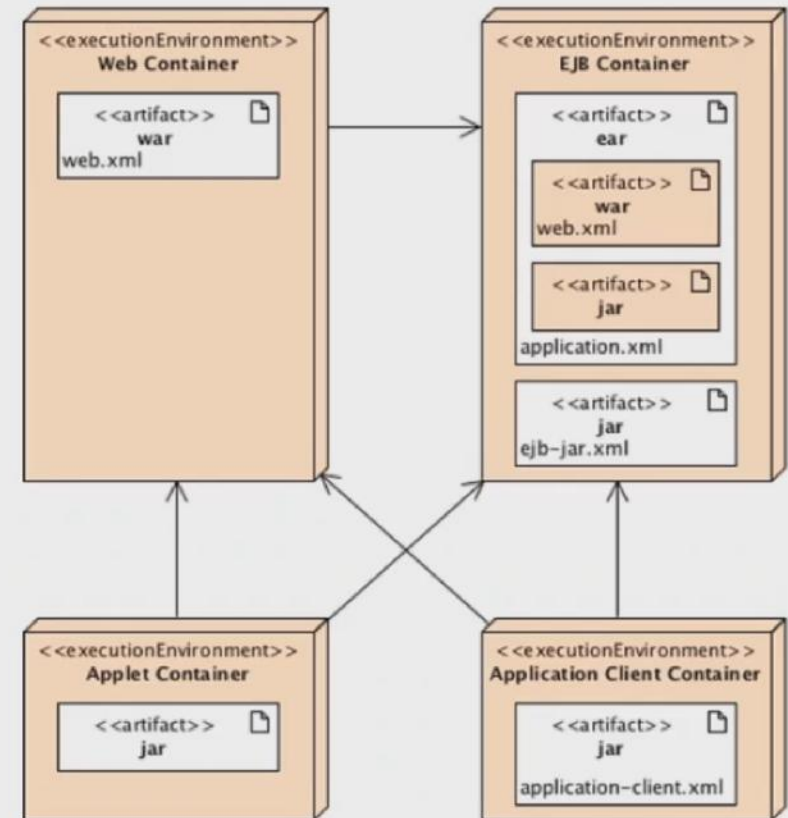 <<executionEnvironment>>
Web Container
<<artifact>>
war
web.xml
<<executionEnvironment>>
EJB Container
<<artifact>>
ear
<<artifact>>
war
web.xml
<<artifact>>
jar
application.xml
<<artifact>>
jar
ejb-jar.xml
<<executionEnvironment>>
Applet Container
<<artifact>>
jar
<<executionEnvironment>>
Application Client Container
<<artifact>>
jar
application-client.xml